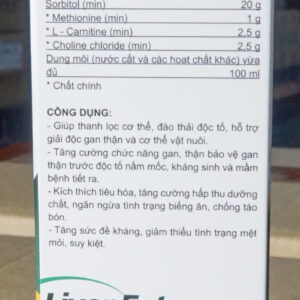 Sorbitol (min) 20 g
* Methionine (min) 1 g
* L - Carnitine (min) 2,5 g
* Choline chloride (min) 2,5 g
Dung môi (nước cất và các hoạt chất khác) vừa
đủ 100 ml
* Chất chính
CÔNG DỤNG:
- Giúp thanh lọc cơ thể, đào thải độc tố, hỗ trợ
giải độc gan thận và cơ thể vật nuôi.
- Tăng cường chức năng gan, thận bảo vệ gan
thận trước độc tố nấm mốc, kháng sinh và mầm
bệnh tiết ra.
- Kích thích tiêu hóa, tăng cường hấp thu dưỡng
chất, ngăn ngừa tình trạng biếng ăn, chống táo
bón.
- Tăng sức đề kháng, giảm thiểu tình trạng mệt
mỏi, suy kiệt.